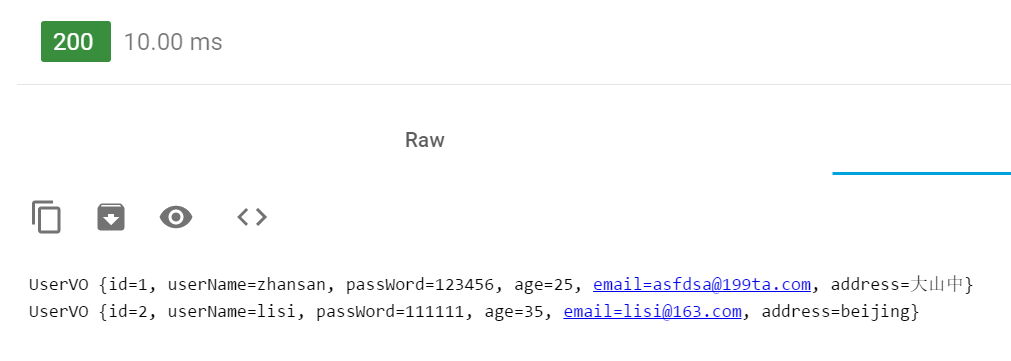 200 10.00 ms
Raw
UserVO {id=1, userName=zhansan, passWord=123456, age=25, email=asfdsa@199ta.com, address=大山中}
UserVO {id=2, userName=lisi, passWord=111111, age=35, email=lisi@163.com, address=beijing}